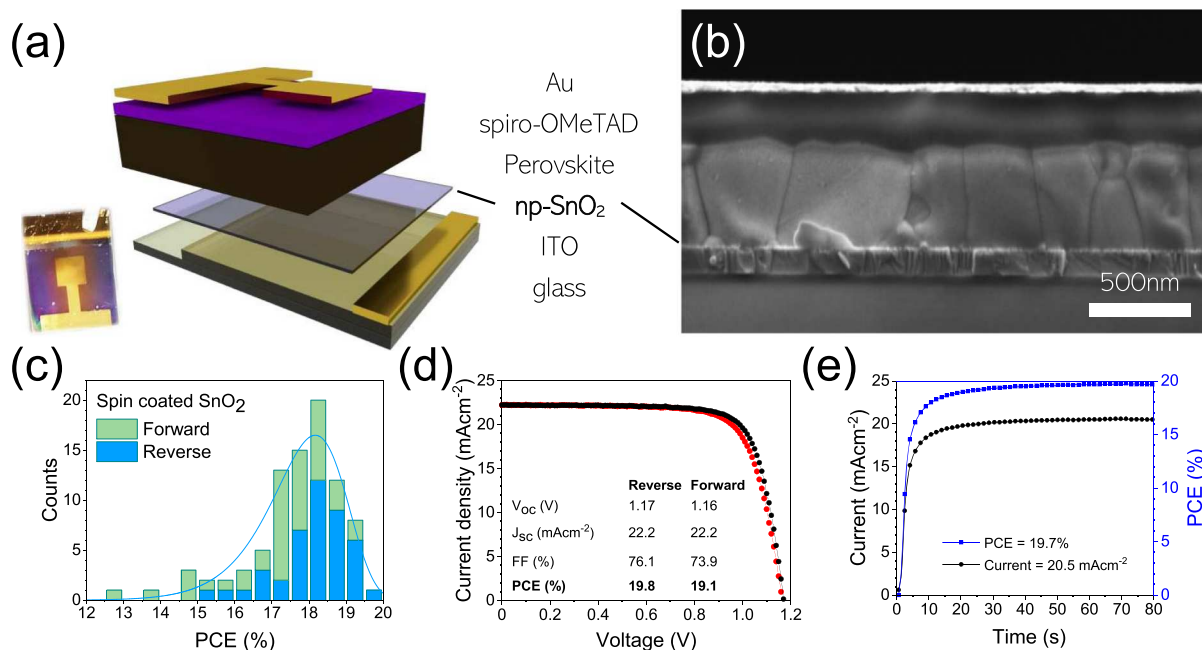 (a)
Au
spiro-OMeTAD
Perovskite
np-SnO₂
ITO
glass
(b)
500nm
(c)
Spin coated SnO₂
Forward
Reverse
Counts
20
15
10
5
0
12 13 14 15 16 17 18 19 20
PCE (%)
(d)
Current density (mAcm⁻²)
25
20
15
10
5
0
Reverse Forward
V_OC (V) 1.17 1.16
J_SC (mAcm⁻²) 22.2 22.2
FF (%) 76.1 73.9
PCE (%) 19.8 19.1
0.0 0.2 0.4 0.6 0.8 1.0 1.2
Voltage (V)
(e)
Current (mAcm⁻²)
25
20
15
10
5
0
PCE = 19.7%
Current = 20.5 mAcm⁻²
20
15
10
5
0
PCE (%)
0 10 20 30 40 50 60 70 80
Time (s)